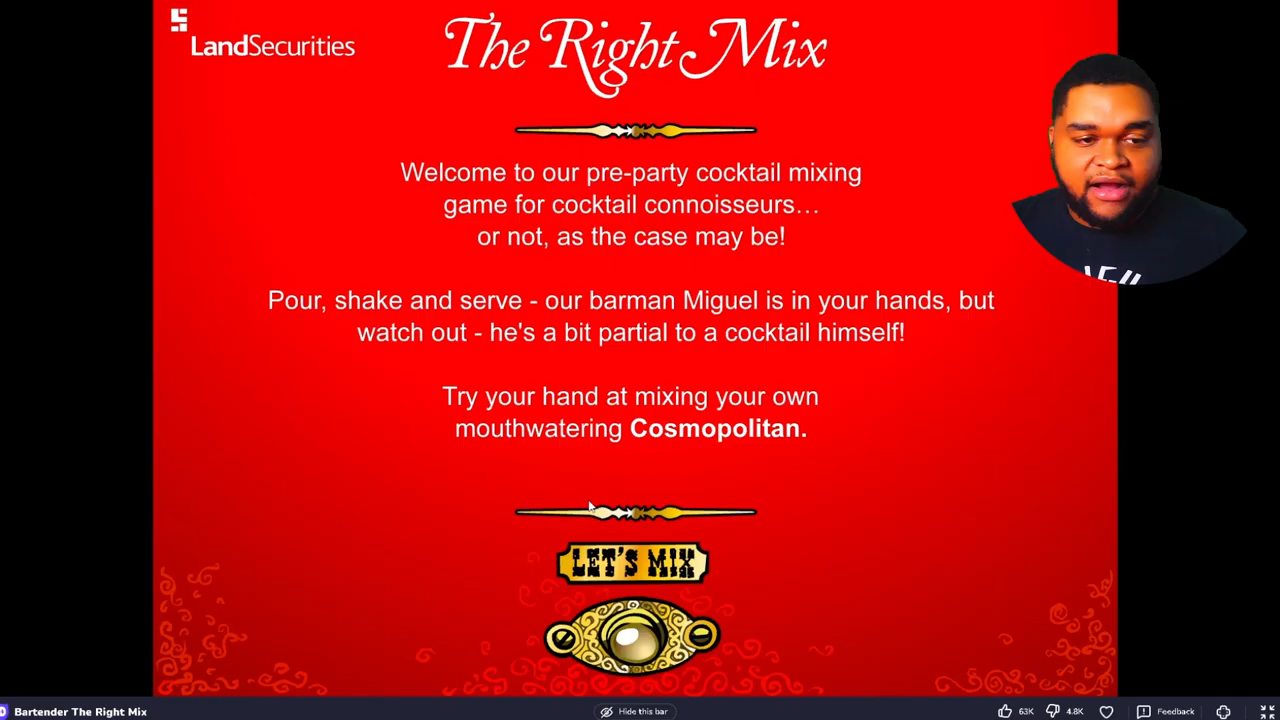 LandSecurities
The Right Mix
Welcome to our pre-party cocktail mixing
game for cocktail connoisseurs…
or not, as the case may be!
Pour, shake and serve - our barman Miguel is in your hands, but
watch out - he's a bit partial to a cocktail himself!
Try your hand at mixing your own
mouthwatering Cosmopolitan.
LET'S MIX
Bartender The Right Mix
Hide this bar
63K
4.8K
Feedback